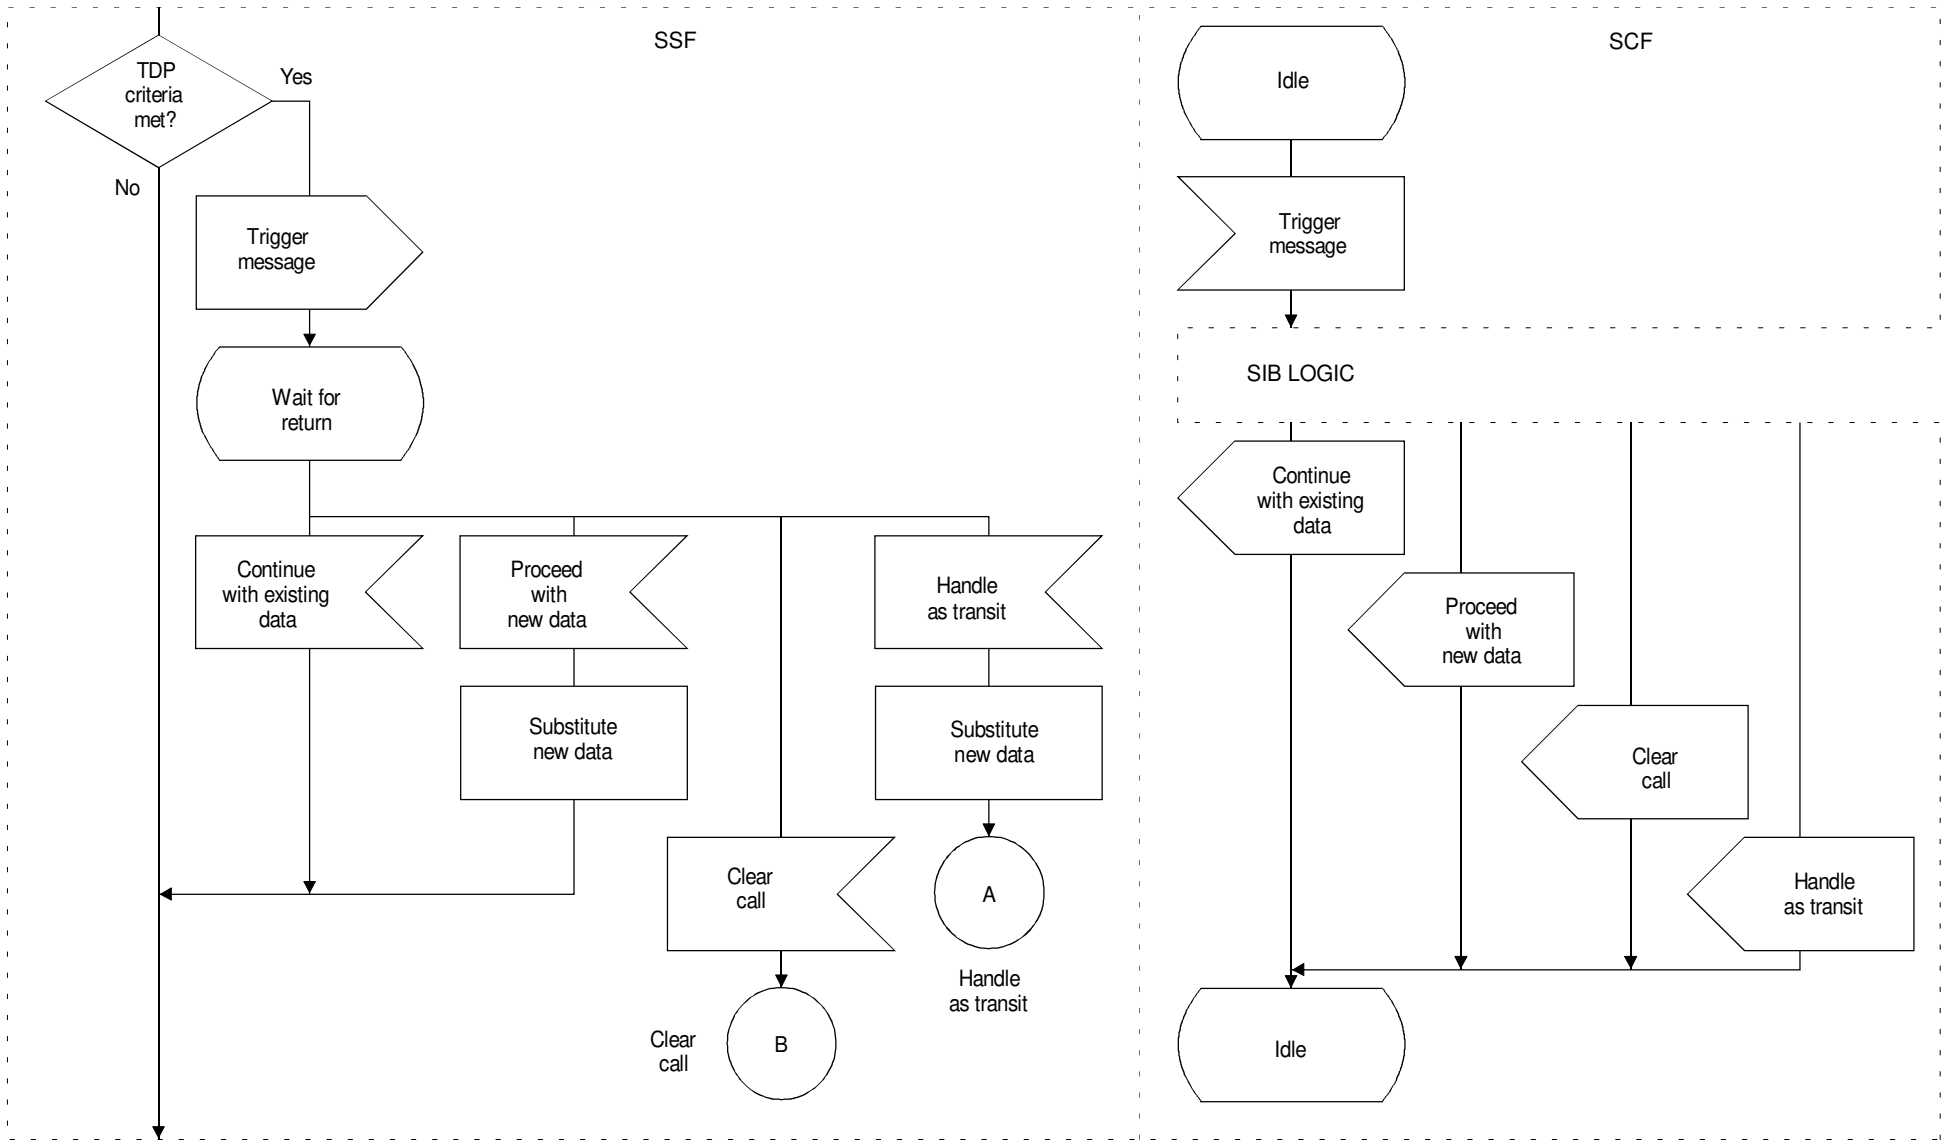 SSF
TDP
criteria
met?
Yes
No
Trigger
message
Wait for
return
Continue
with existing
data
Proceed
with
new data
Handle
as transit
Substitute
new data
Substitute
new data
Clear
call
A
Handle
as transit
Clear
call
B
SCF
Idle
Trigger
message
SIB LOGIC
Continue
with existing
data
Proceed
with
new data
Clear
call
Handle
as transit
Idle